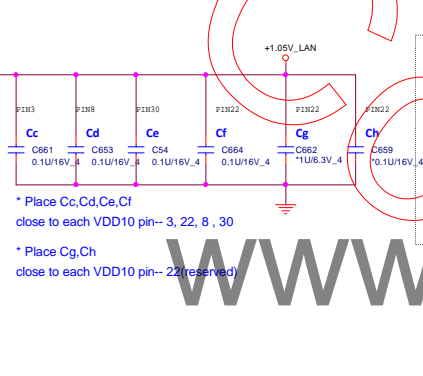 +1.05V_LAN
PIN3 PIN8 PIN30 PIN22 PIN22 PIN22
Cc Cd Ce Cf Cg Ch
C661 C653 C54 C664 C662 C659
0.1U/16V_4 0.1U/16V_4 0.1U/16V_4 0.1U/16V_4 *1U/6.3V_4 *0.1U/16V_4
* Place Cc,Cd,Ce,Cf
close to each VDD10 pin-- 3, 22, 8 , 30
* Place Cg,Ch
close to each VDD10 pin-- 22(reserved)
www